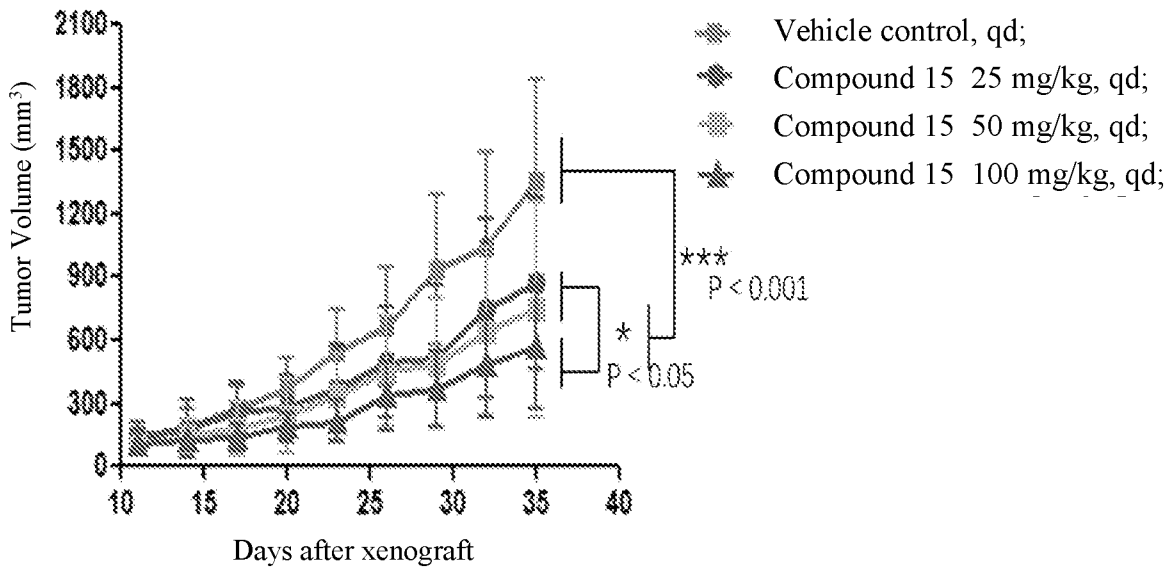 2100
1800
1500
1200
900
600
300
0
Tumor Volume (mm³)
10 15 20 25 30 35 40
Days after xenograft
Vehicle control, qd;
Compound 15 25 mg/kg, qd;
Compound 15 50 mg/kg, qd;
Compound 15 100 mg/kg, qd;
***
P < 0.001
*
P < 0.05